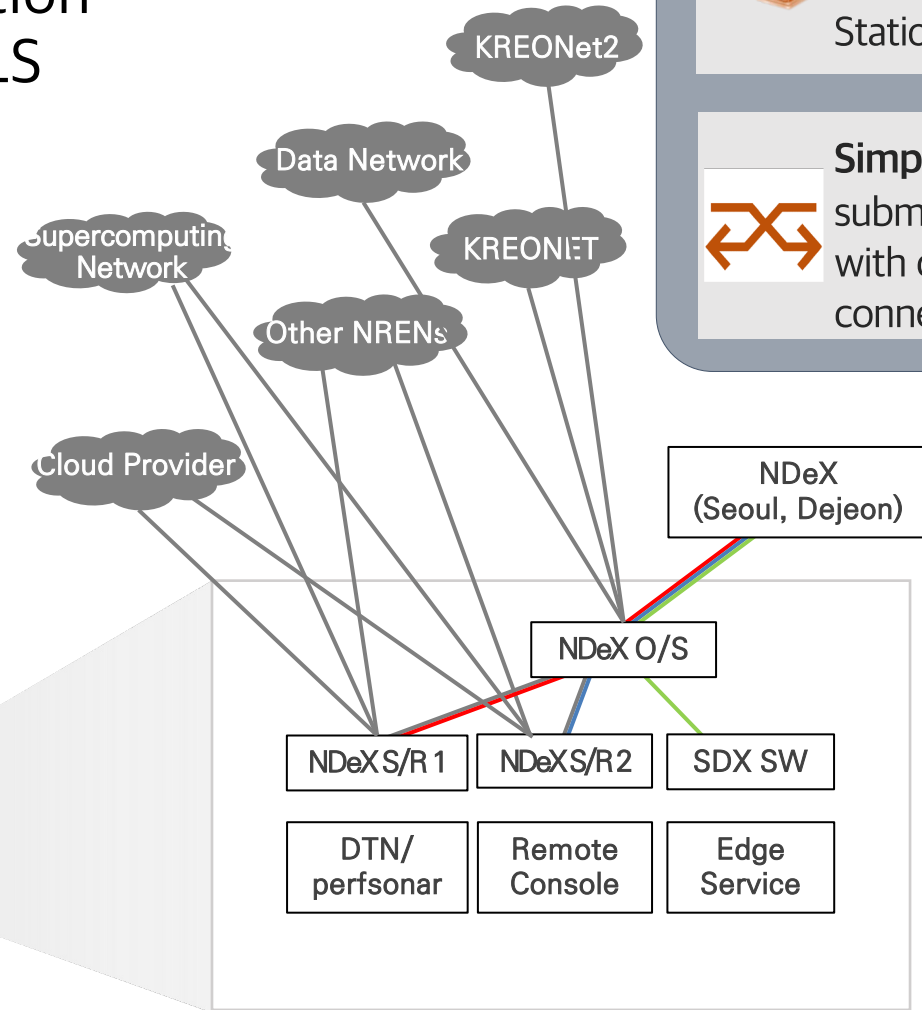 LS
Static
Simp
subm
with
conne
KREONet2
Data Network
Supercomputing
Network
KREONET
Other NRENs
Cloud Provider
NDeX
(Seoul, Dejeon)
NDeX O/S
NDeX S/R 1
NDeX S/R 2
SDX SW
DTN/
perfsonar
Remote
Console
Edge
Service